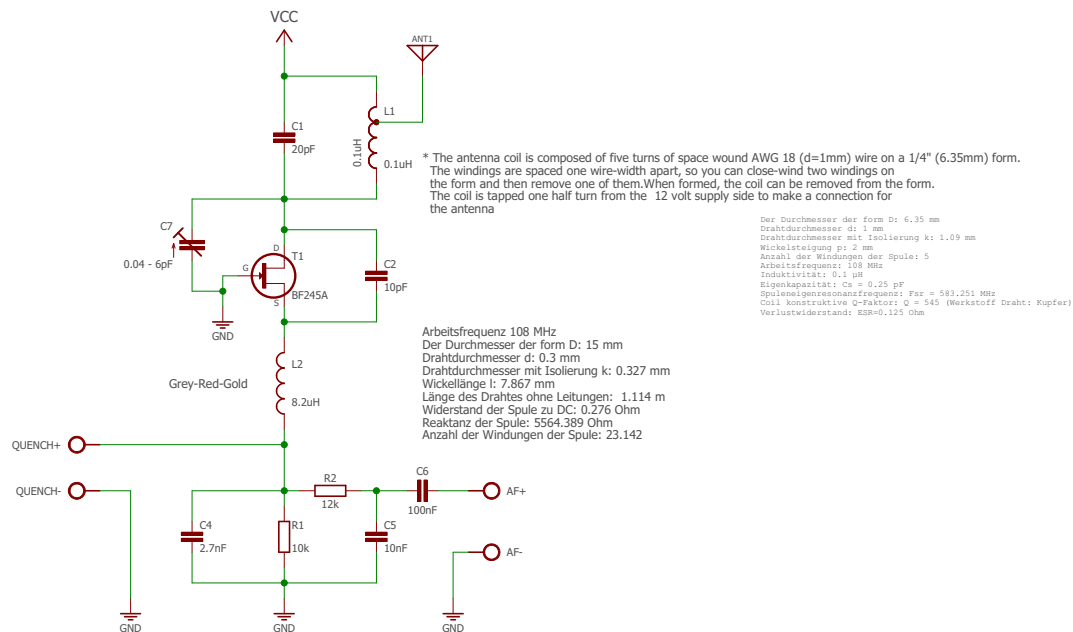 VCC
ANT1
L1
0.1uH
0.1uH
C1
20pF
* The antenna coil is composed of five turns of space wound AWG 18 (d=1mm) wire on a 1/4" (6.35mm) form.
The windings are spaced one wire-width apart, so you can close-wind two windings on
the form and then remove one of them.When formed, the coil can be removed from the form.
The coil is tapped one half turn from the 12 volt supply side to make a connection for
the antenna
Der Durchmesser der form D: 6.35 mm
Drahtdurchmesser d: 1 mm
Drahtdurchmesser mit Isolierung k: 1.09 mm
Wickelsteigung p: 2 mm
Anzahl der Windungen der Spule: 5
Arbeitsfrequenz: 108 MHz
Induktivität: 0.1 µH
Eigenkapazität: Cs = 0.25 pF
Spuleneigenresonanzfrequenz: Fsr = 583.251 MHz
Coil konstruktive Q-Faktor: Q = 545 (Werkstoff Draht: Kupfer)
Verlustwiderstand: ESR=0.125 Ohm
C7
0.04 - 6pF
D
G
S
T1
BF245A
C2
10pF
GND
Arbeitsfrequenz 108 MHz
Der Durchmesser der form D: 15 mm
Drahtdurchmesser d: 0.3 mm
Drahtdurchmesser mit Isolierung k: 0.327 mm
Wickellänge l: 7.867 mm
Länge des Drahtes ohne Leitungen: 1.114 m
Widerstand der Spule zu DC: 0.276 Ohm
Reaktanz der Spule: 5564.389 Ohm
Anzahl der Windungen der Spule: 23.142
L2
Grey-Red-Gold
8.2uH
QUENCH+
QUENCH-
R2
12k
C6
100nF
AF+
C4
2.7nF
R1
10k
C5
10nF
AF-
GND
GND
GND